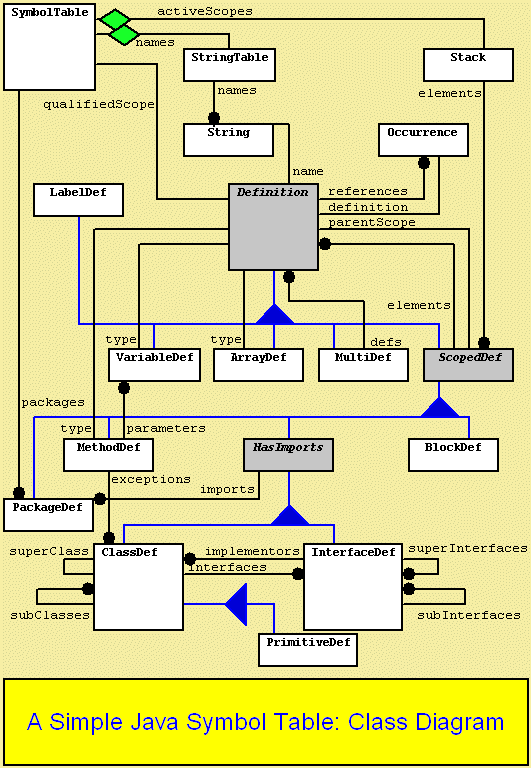 activeScopes
SymbolTable
names
StringTable
Stack
names
elements
qualifiedScope
String
Occurrence
name
LabelDef
Definition
references
definition
parentScope
elements
type
type
defs
VariableDef
ArrayDef
MultiDef
ScopedDef
packages
type
parameters
MethodDef
HasImports
BlockDef
exceptions
imports
PackageDef
superClass
ClassDef
implementors
InterfaceDef
superInterfaces
Interfaces
subClasses
subInterfaces
PrimitiveDef
A Simple Java Symbol Table: Class Diagram